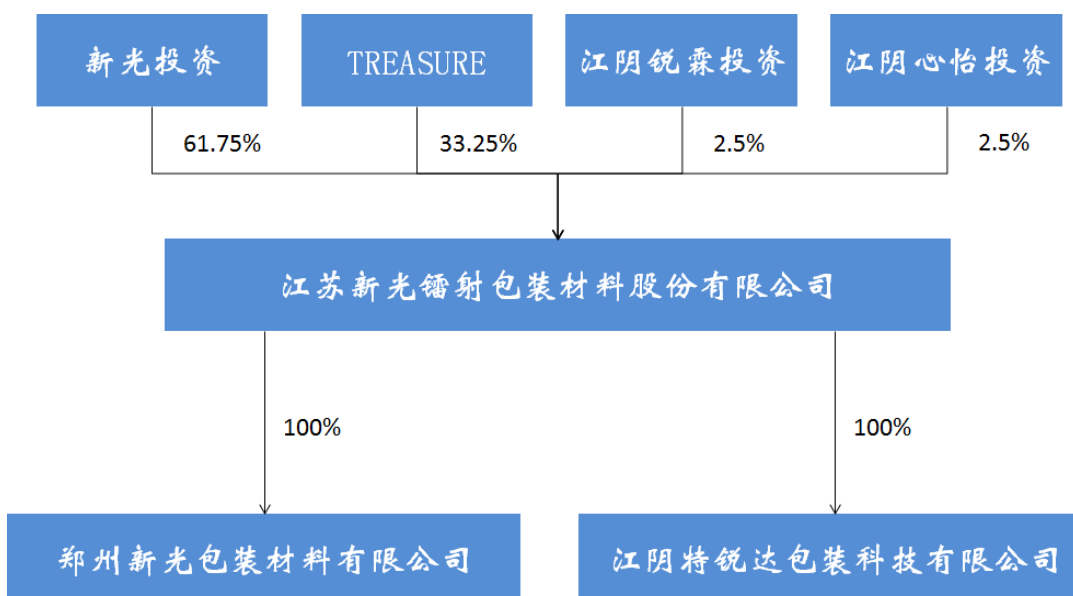 新光投资
TREASURE
江阴锐霖投资
江阴心怡投资
61.75%
33.25%
2.5%
2.5%
江苏新光镭射包装材料股份有限公司
100%
100%
郑州新光包装材料有限公司
江阴特锐达包装科技有限公司